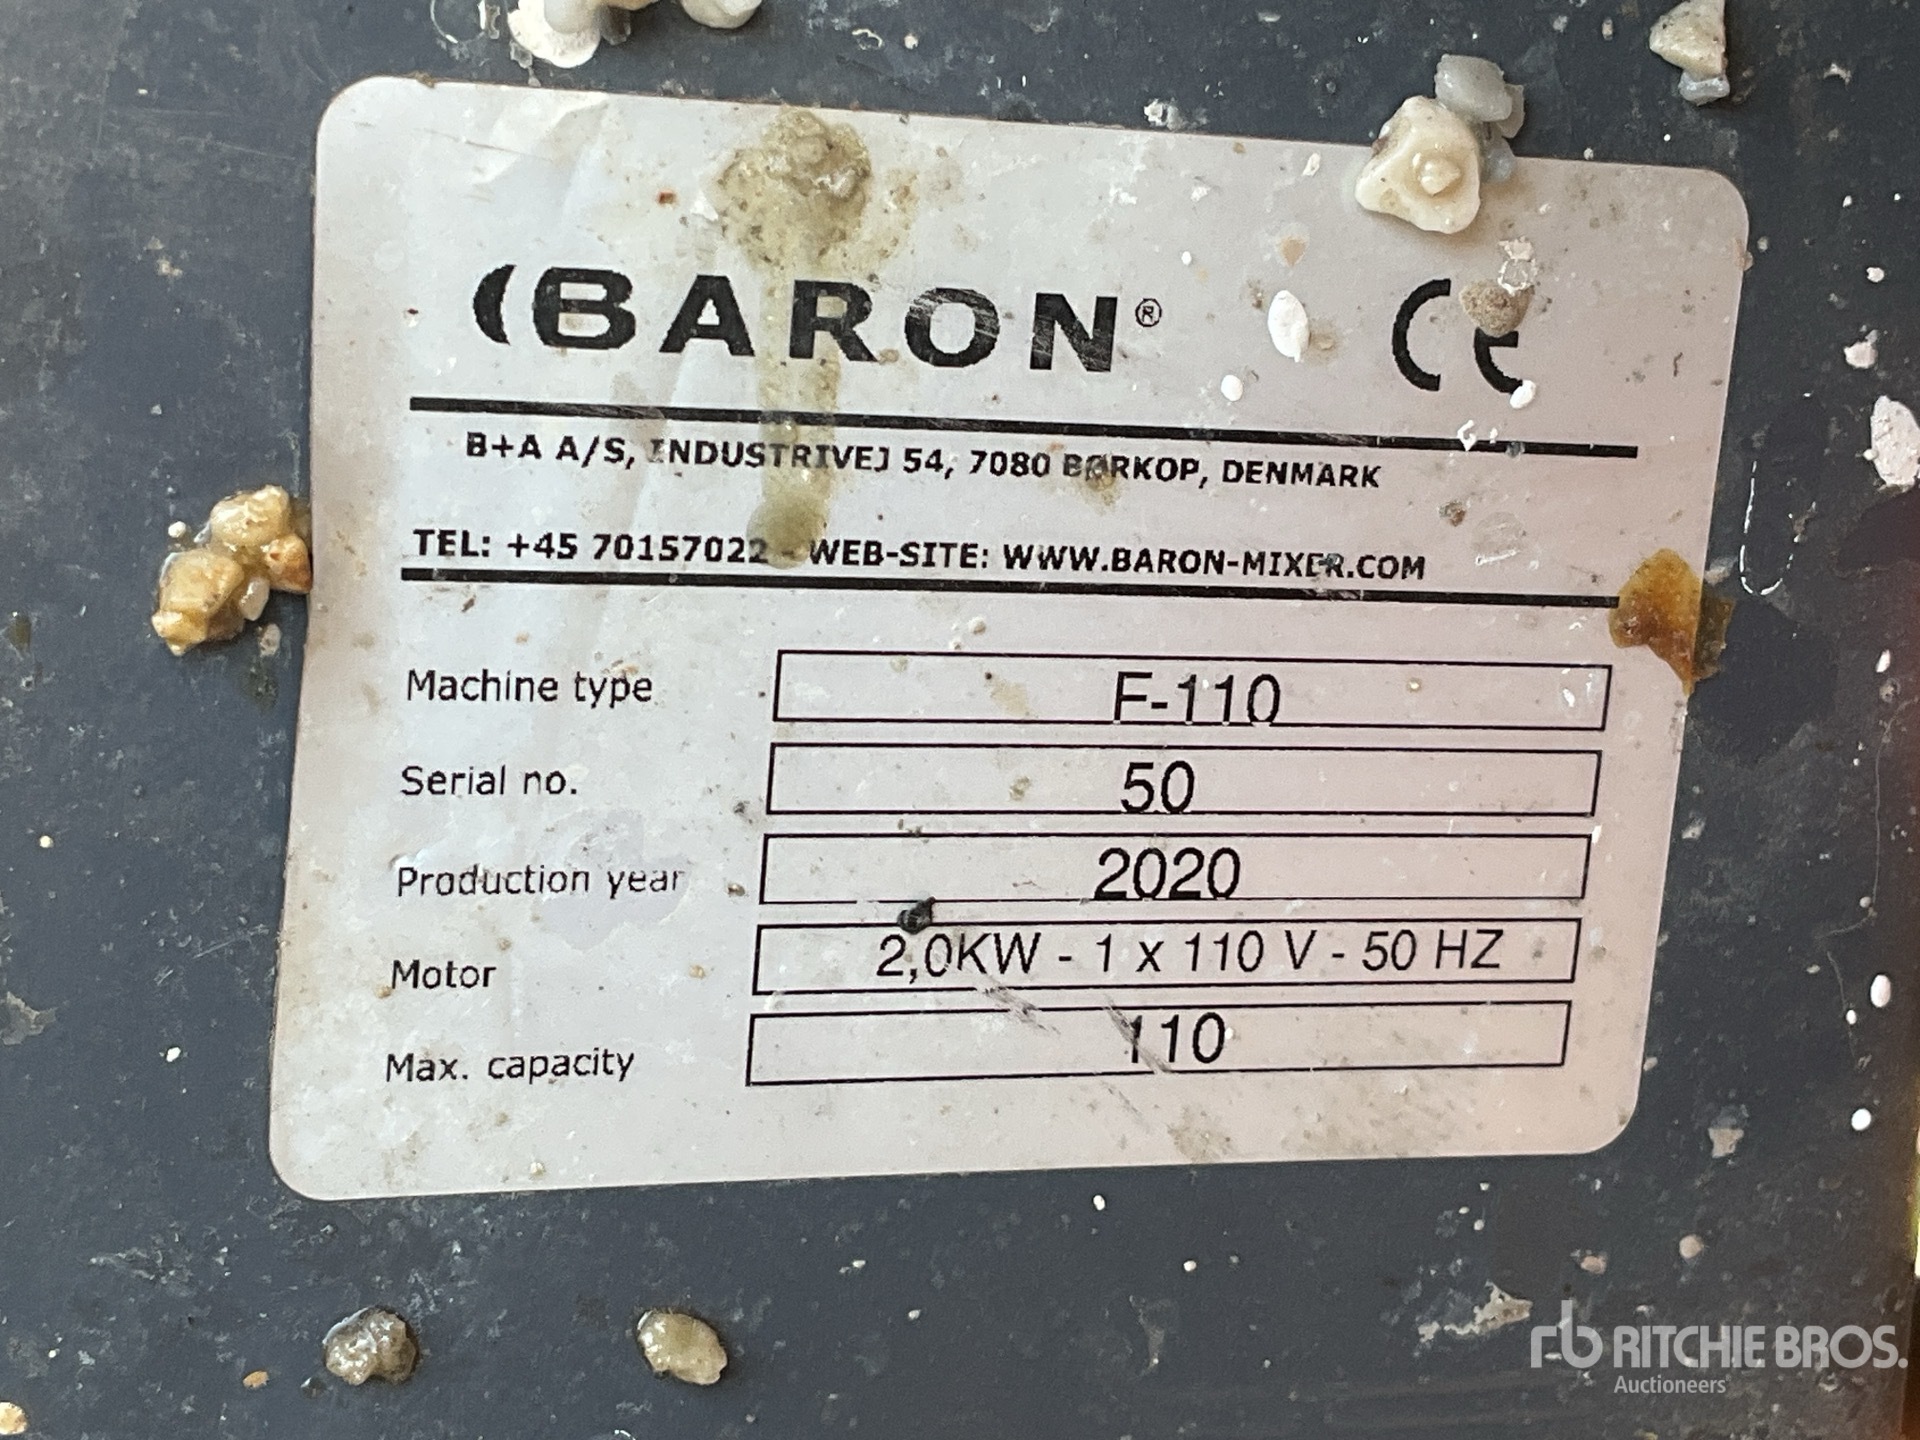 BARON®
CE
B+A A/S, INDUSTRIVEJ 54, 7080 BØRKOP, DENMARK
TEL: +45 70157022 - WEB-SITE: WWW.BARON-MIXER.COM
Machine type F-110
Serial no. 50
Production year 2020
Motor 2,0KW - 1 x 110 V - 50 HZ
Max. capacity 110
rb RITCHIE BROS.
Auctioneers